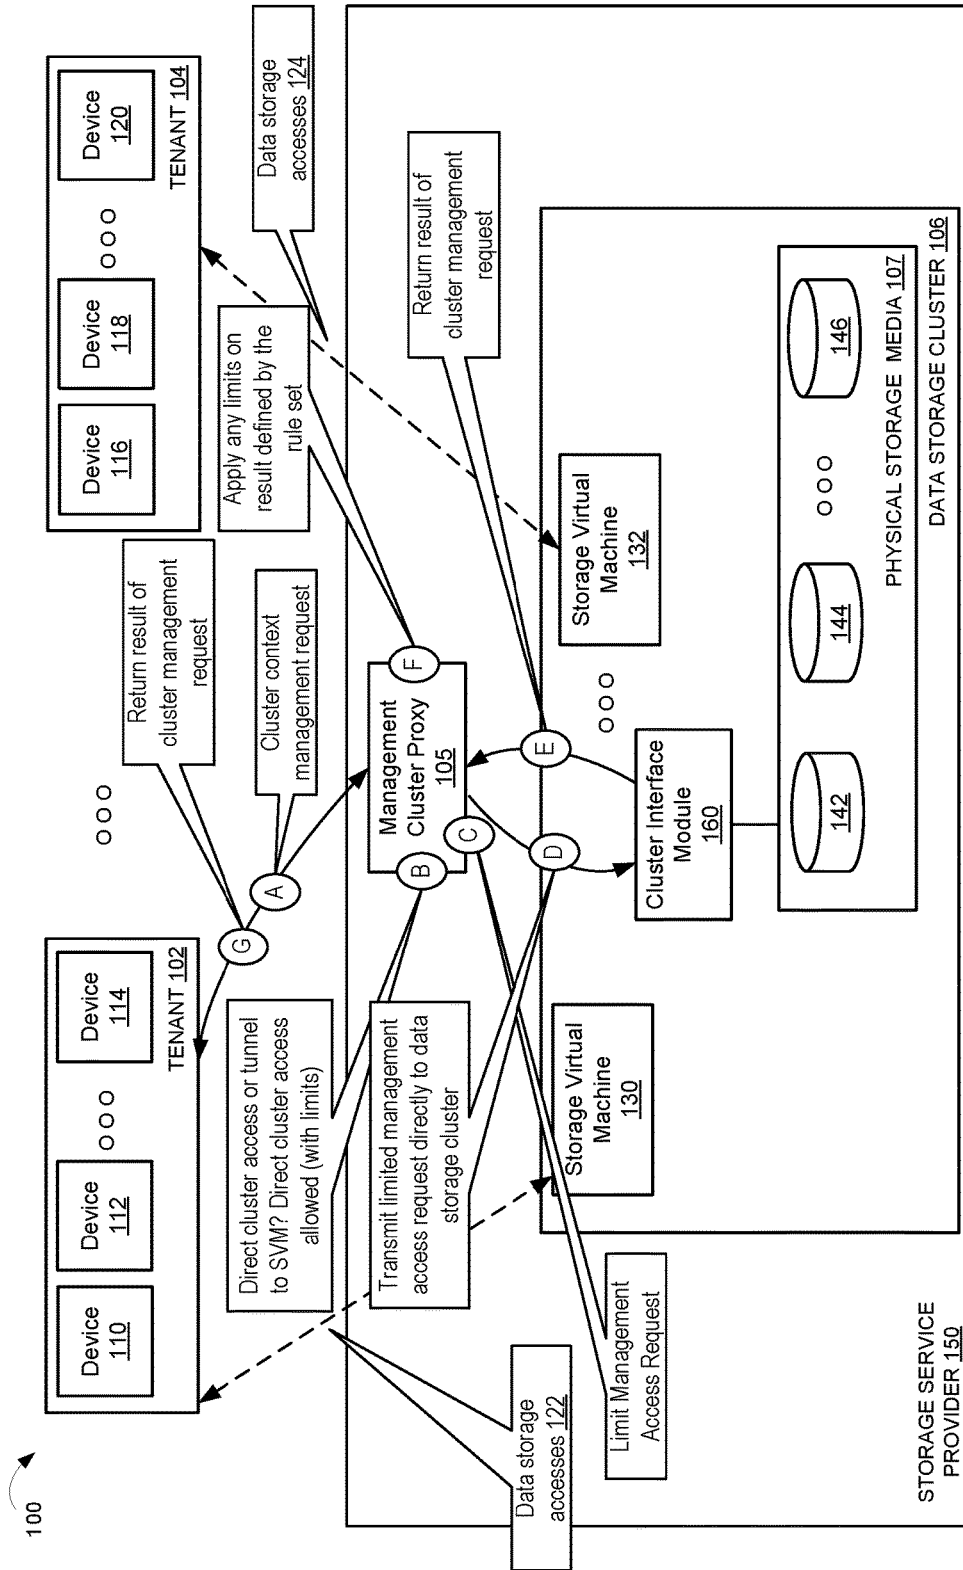 100
Device
110
Device
112
Device
114
TENANT 102
Device
116
Device
118
Device
120
TENANT 104
Return result of
cluster management
request
G
A
Cluster context
management request
Apply any limits on
result defined by the
rule set
Data storage
accesses 124
Direct cluster access or tunnel
to SVM? Direct cluster access
allowed (with limits)
B
Management
Cluster Proxy
105
F
C
Data storage
accesses 122
Transmit limited management
access request directly to data
storage cluster
Return result of
cluster management
request
D
E
Limit Management
Access Request
Storage Virtual
Machine
130
Storage Virtual
Machine
132
Cluster Interface
Module
160
142
144
146
PHYSICAL STORAGE MEDIA 107
DATA STORAGE CLUSTER 106
STORAGE SERVICE
PROVIDER 150